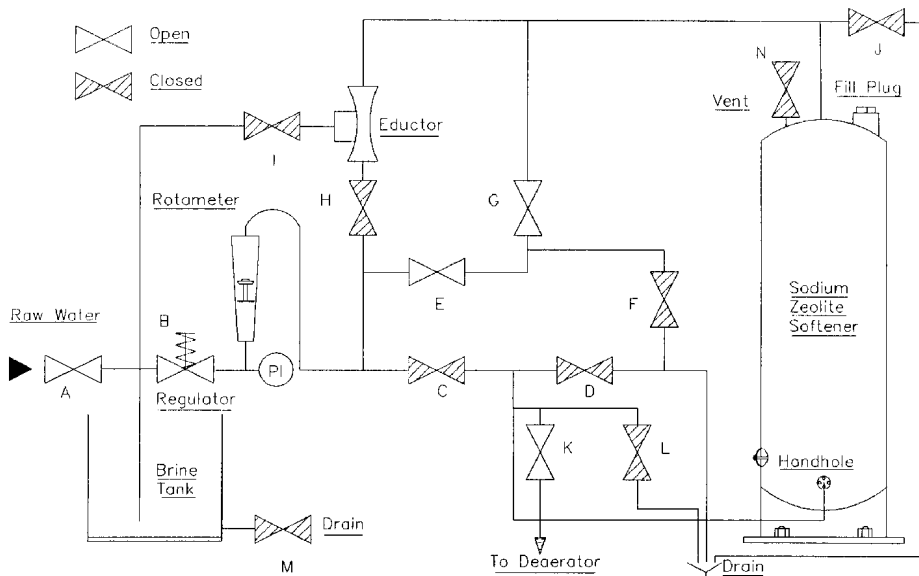 Open
Closed
J
N
Vent
Fill Plug
Eductor
I
H
G
Rotameter
E
F
Sodium
Zeolite
Softener
Raw Water
B
A
PI
Regulator
C
D
K
L
Handhole
Brine
Tank
Drain
M
To Deaerator
Drain